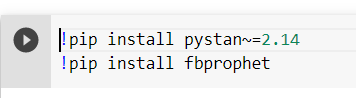 !pip install pystan~=2.14
!pip install fbprophet